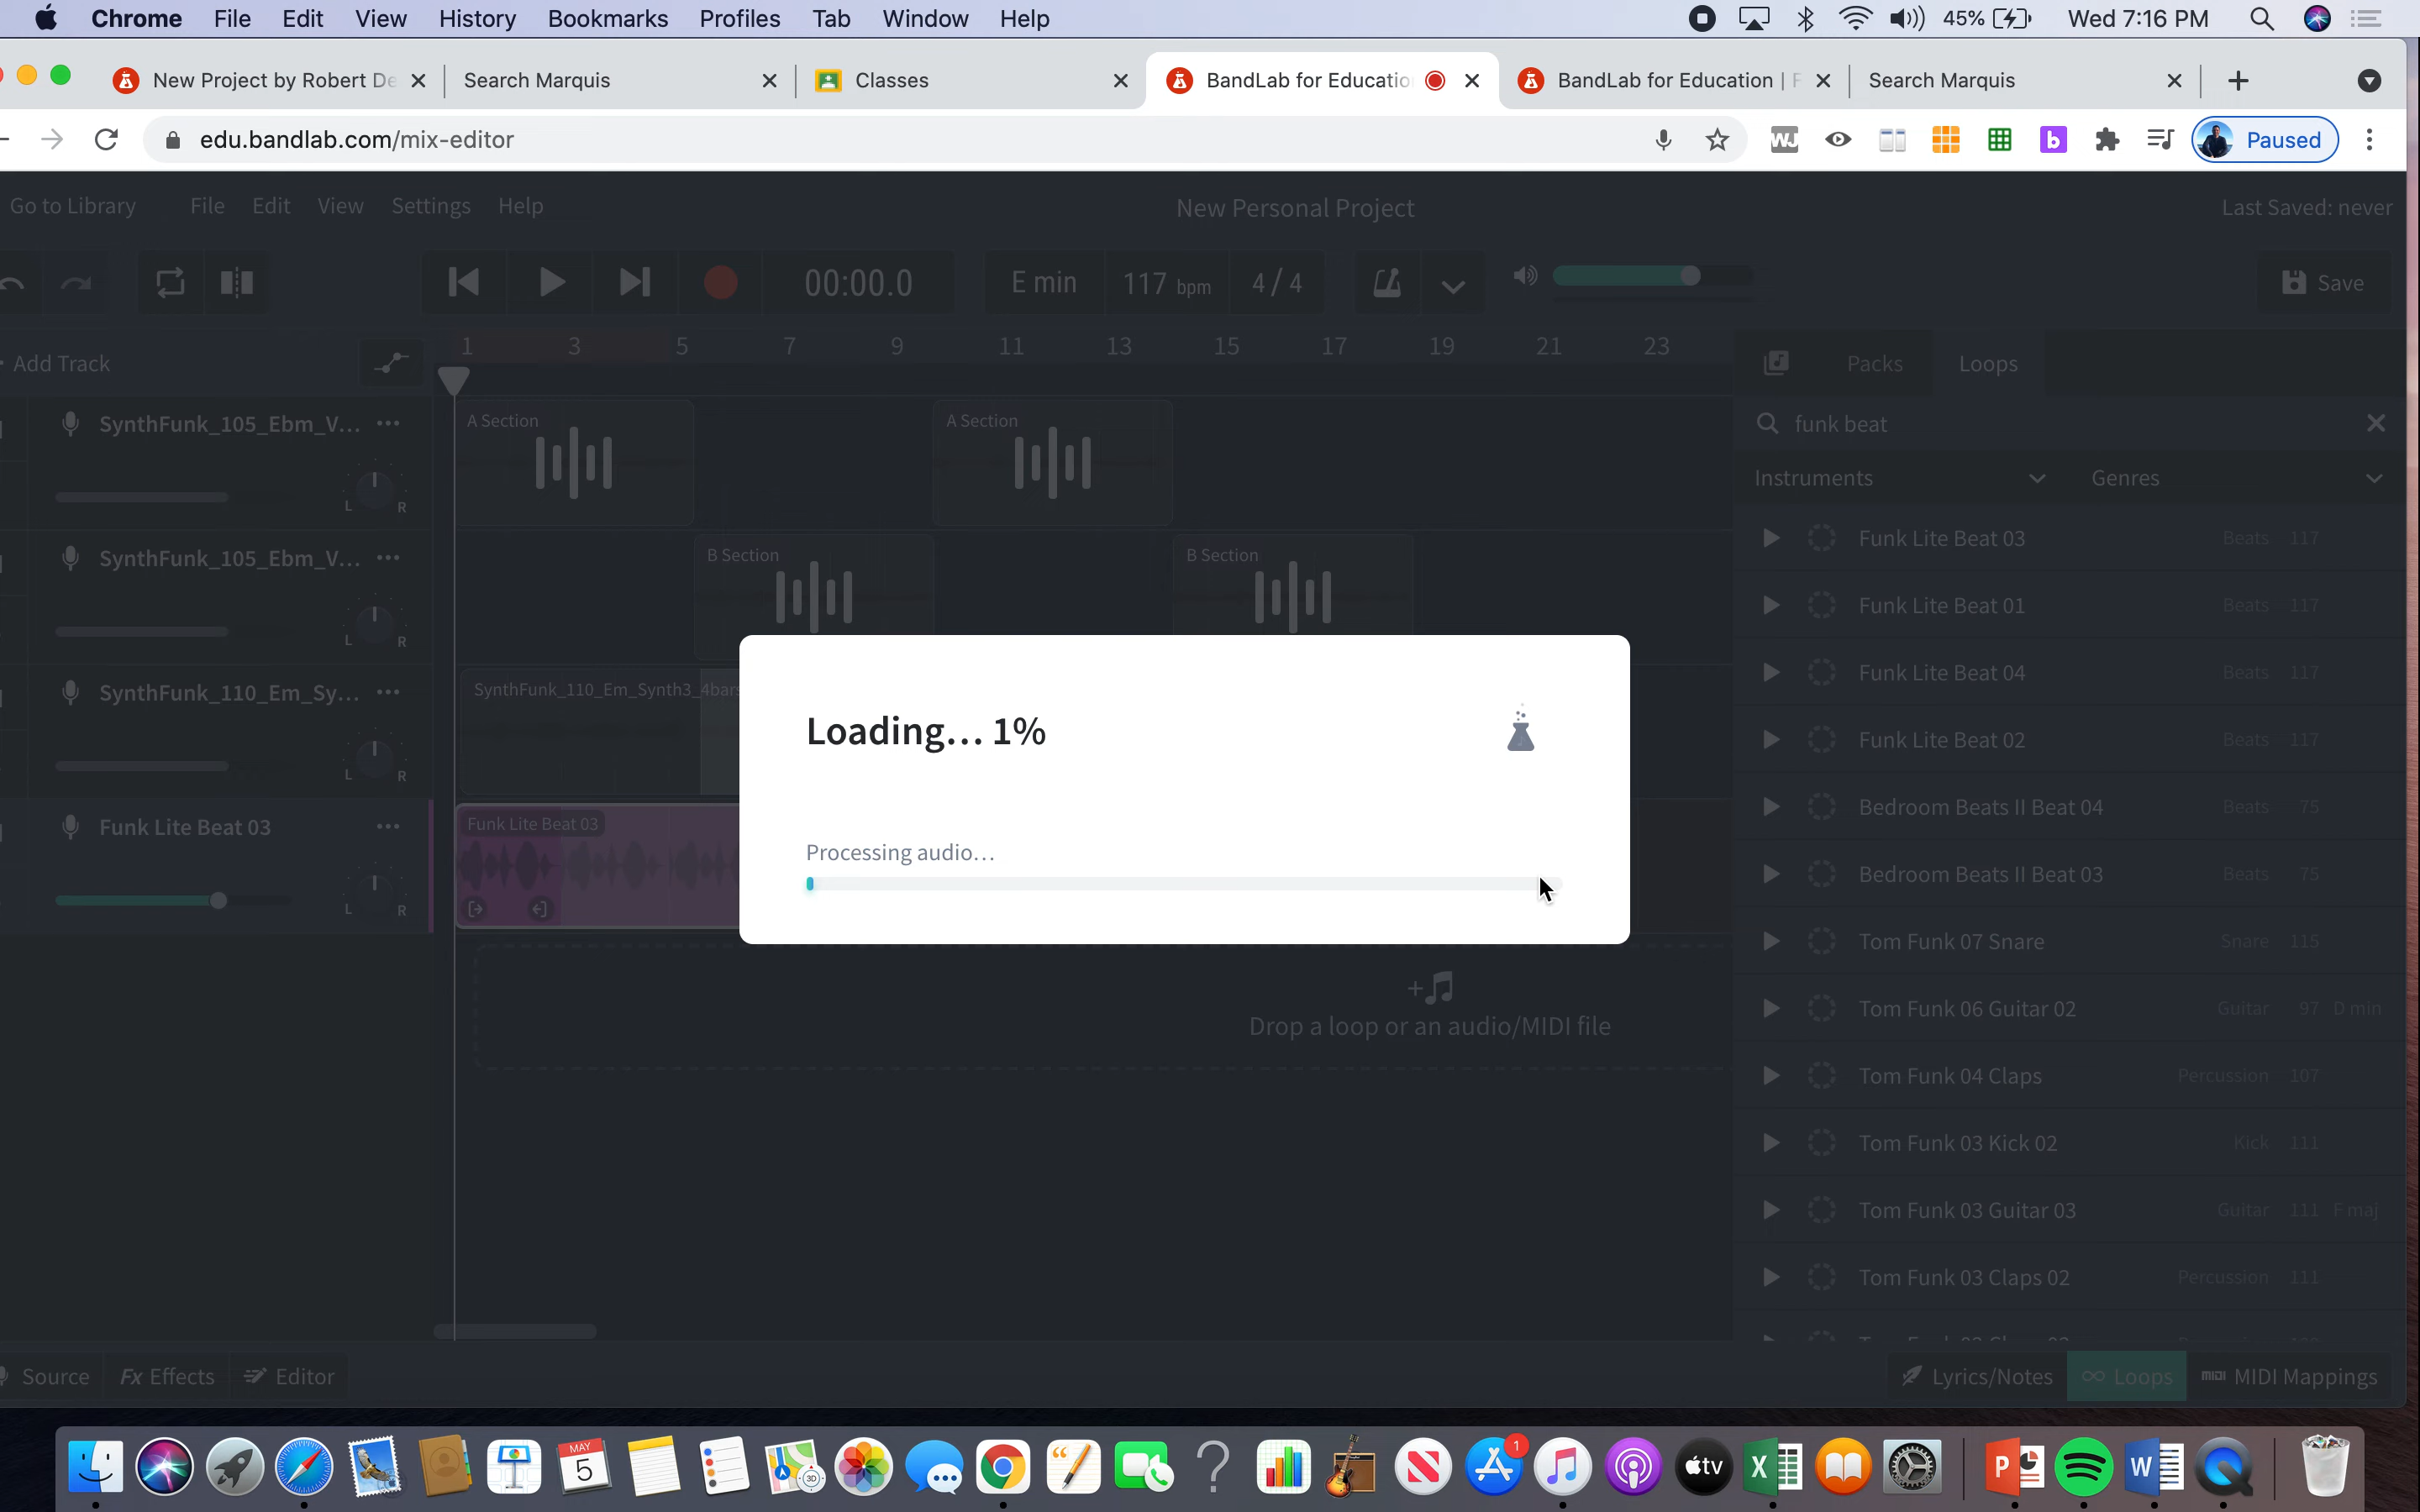 Chrome File Edit View History Bookmarks Profiles Tab Window Help 45% Wed 7:16 PM
New Project by Robert De Search Marquis Classes BandLab for Educatio BandLab for Education | Search Marquis
edu.bandlab.com/mix-editor Paused
Go to Library File Edit View Settings Help New Personal Project Last Saved: never
00:00.0 E min 117 bpm 4 / 4 Save
1 3 5 7 9 11 13 15 17 19 21 23
Add Track Packs Loops
SynthFunk_105_Ebm_V... A Section A Section funk beat
L R
Instruments Genres
SynthFunk_105_Ebm_V... B Section B Section
L R
SynthFunk_110_Em_Sy... SynthFunk_110_Em_Synth3_4bars
L R
Funk Lite Beat 03 Funk Lite Beat 03
L R
Loading... 1%
Processing audio...
Drop a loop or an audio/MIDI file
Funk Lite Beat 03 Beats 117
Funk Lite Beat 01 Beats 117
Funk Lite Beat 04 Beats 117
Funk Lite Beat 02 Beats 117
Bedroom Beats II Beat 04 Beats 75
Bedroom Beats II Beat 03 Beats 75
Tom Funk 07 Snare Snare 115
Tom Funk 06 Guitar 02 Guitar 97 D min
Tom Funk 04 Claps Percussion 107
Tom Funk 03 Kick 02 Kick 111
Tom Funk 03 Guitar 03 Guitar 111 F maj
Tom Funk 03 Claps 02 Percussion 111
Source Fx Effects Editor Lyrics/Notes Loops MIDI MIDI Mappings
MAY 5 3D 1 tv X P W